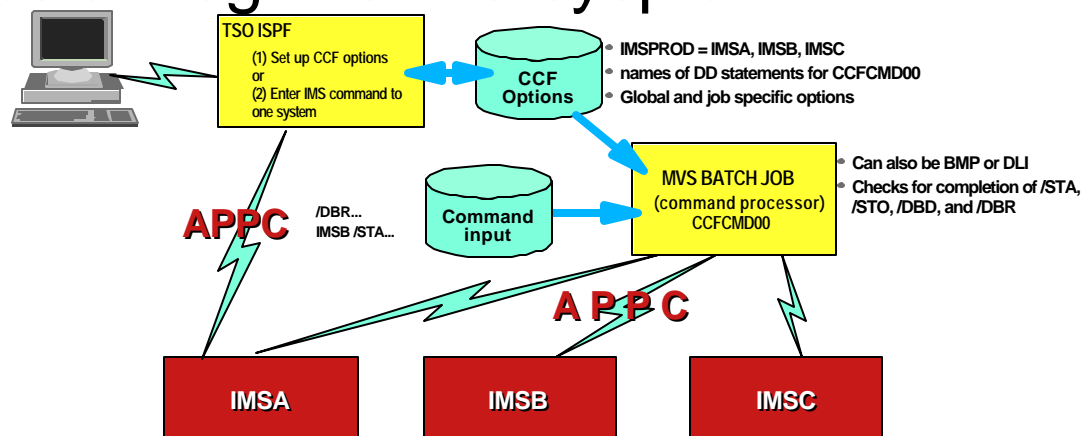 TSO ISPF
(1) Set up CCF options
or
(2) Enter IMS command to
one system
CCF
Options
IMSPROD = IMSA, IMSB, IMSC
names of DD statements for CCFCMD00
Global and job specific options
MVS BATCH JOB
(command processor)
CCFCMD00
Can also be BMP or DLI
Checks for completion of /STA,
/STO, /DBD, and /DBR
Command
input
APPC
/DBR...
IMSB /STA...
A P P C
IMSA
IMSB
IMSC